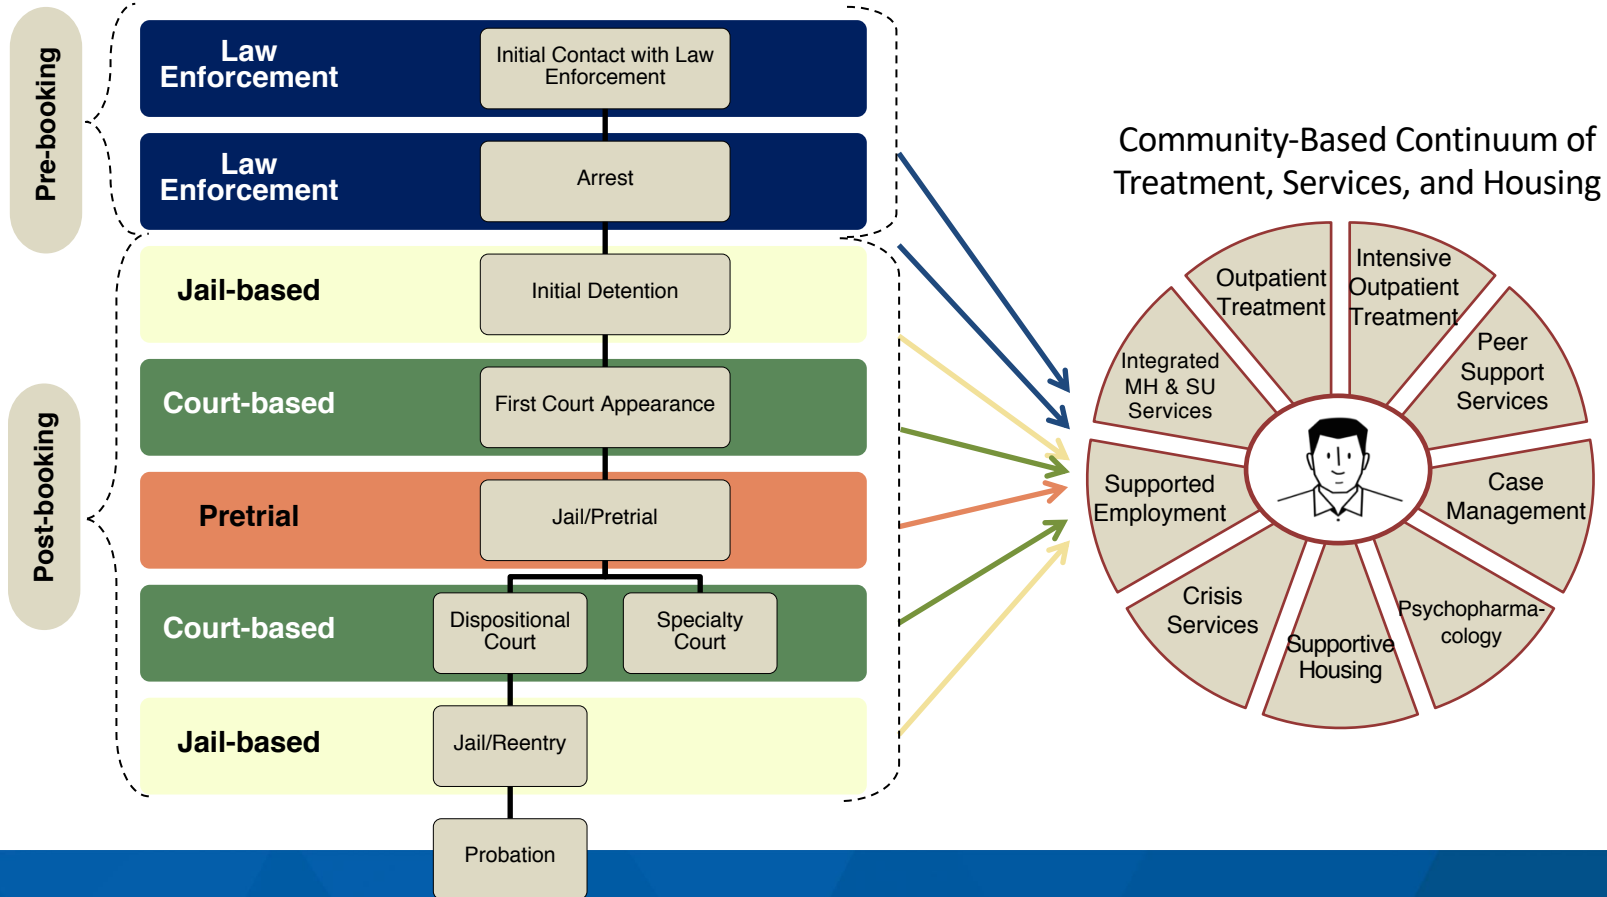 Pre-booking
Law
Enforcement
Initial Contact with Law
Enforcement
Law
Enforcement
Arrest
Post-booking
Jail-based
Initial Detention
Court-based
First Court Appearance
Pretrial
Jail/Pretrial
Court-based
Dispositional
Court
Specialty
Court
Jail-based
Jail/Reentry
Probation
Community-Based Continuum of
Treatment, Services, and Housing
Outpatient
Treatment
Intensive
Outpatient
Treatment
Peer
Support
Services
Case
Management
Psychopharma-
cology
Supportive
Housing
Crisis
Services
Supported
Employment
Integrated
MH & SU
Services